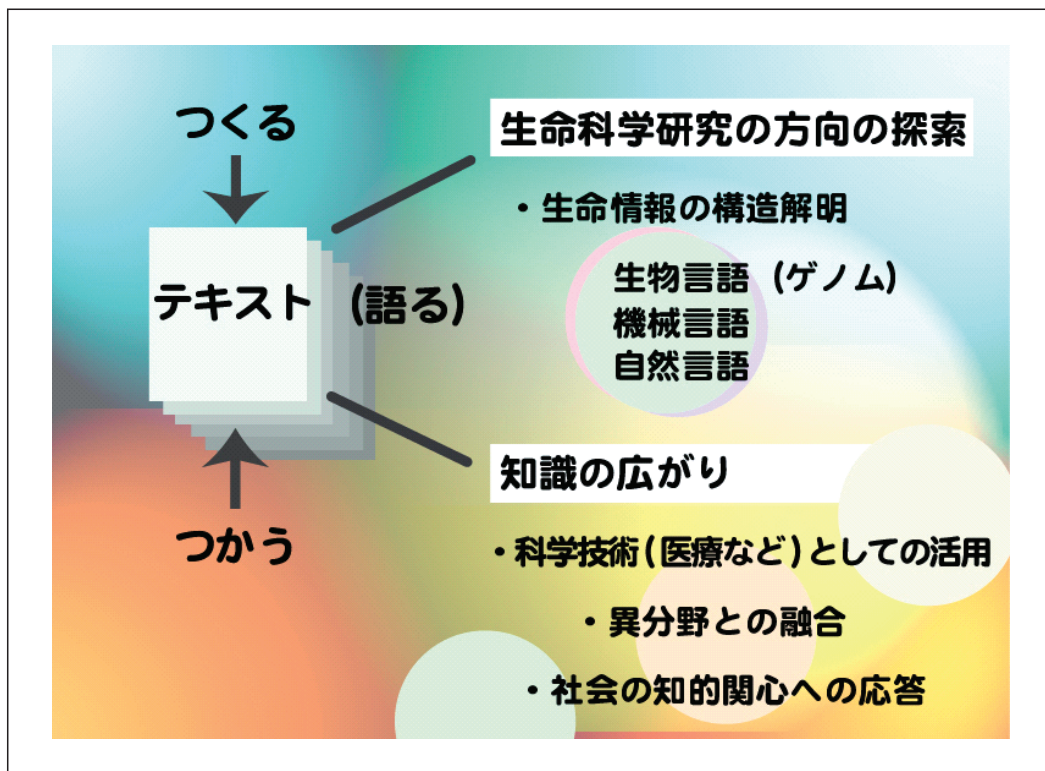 つくる
テキスト (語る)
つかう
生命科学研究の方向の探索
・生命情報の構造解明
生物言語 (ゲノム)
機械言語
自然言語
知識の広がり
・科学技術(医療など)としての活用
・異分野との融合
・社会の知的関心への応答